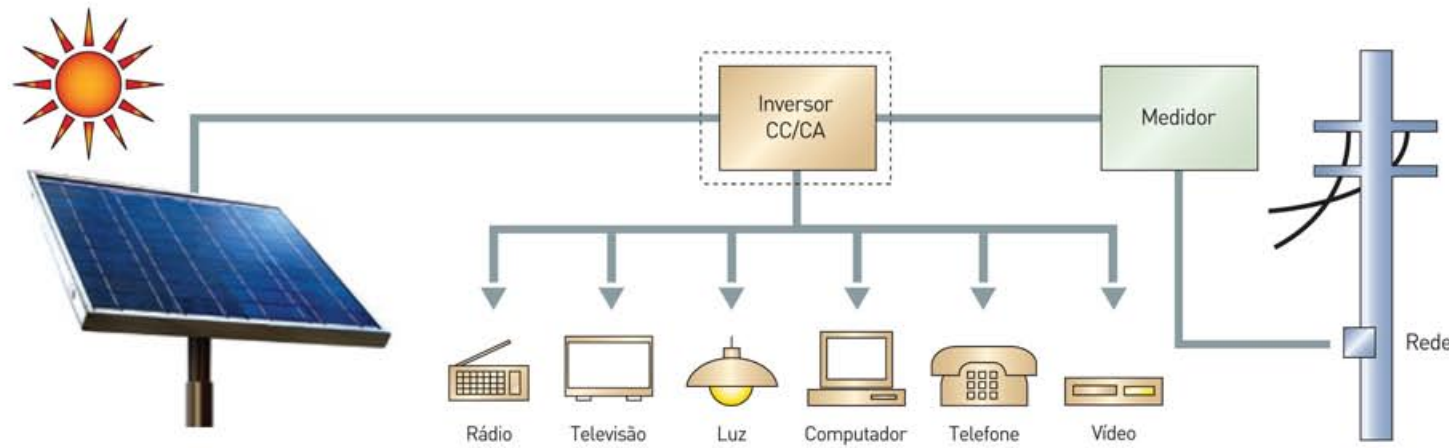 Inversor
CC/CA
Medidor
Rede
Rádio
Televisão
Luz
Computador
Telefone
Vídeo